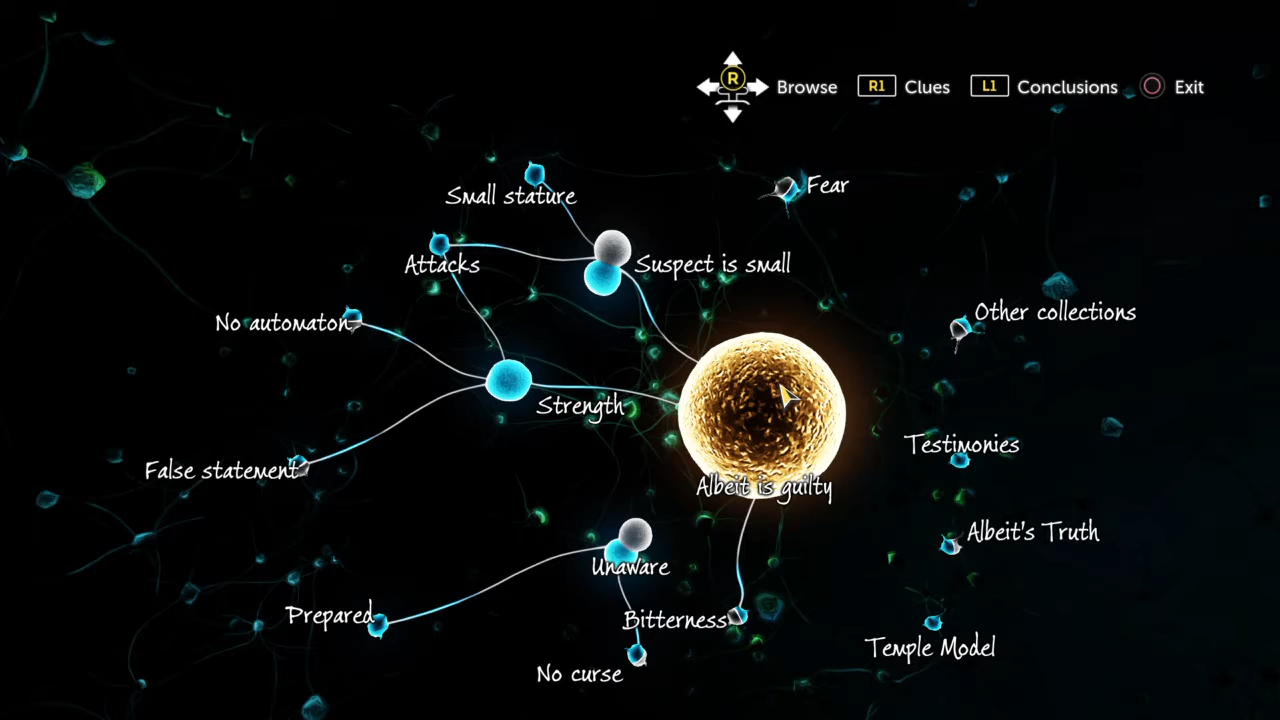 R Browse R1 Clues L1 Conclusions Exit
Small stature
Fear
Attacks
Suspect is small
No automaton
Other collections
Strength
Testimonies
False statement
Albeit is guilty
Albeit's Truth
Unaware
Prepared
Bitterness
Temple Model
No curse